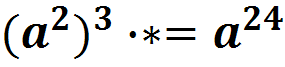 (a²)³ ·∗= a²⁴